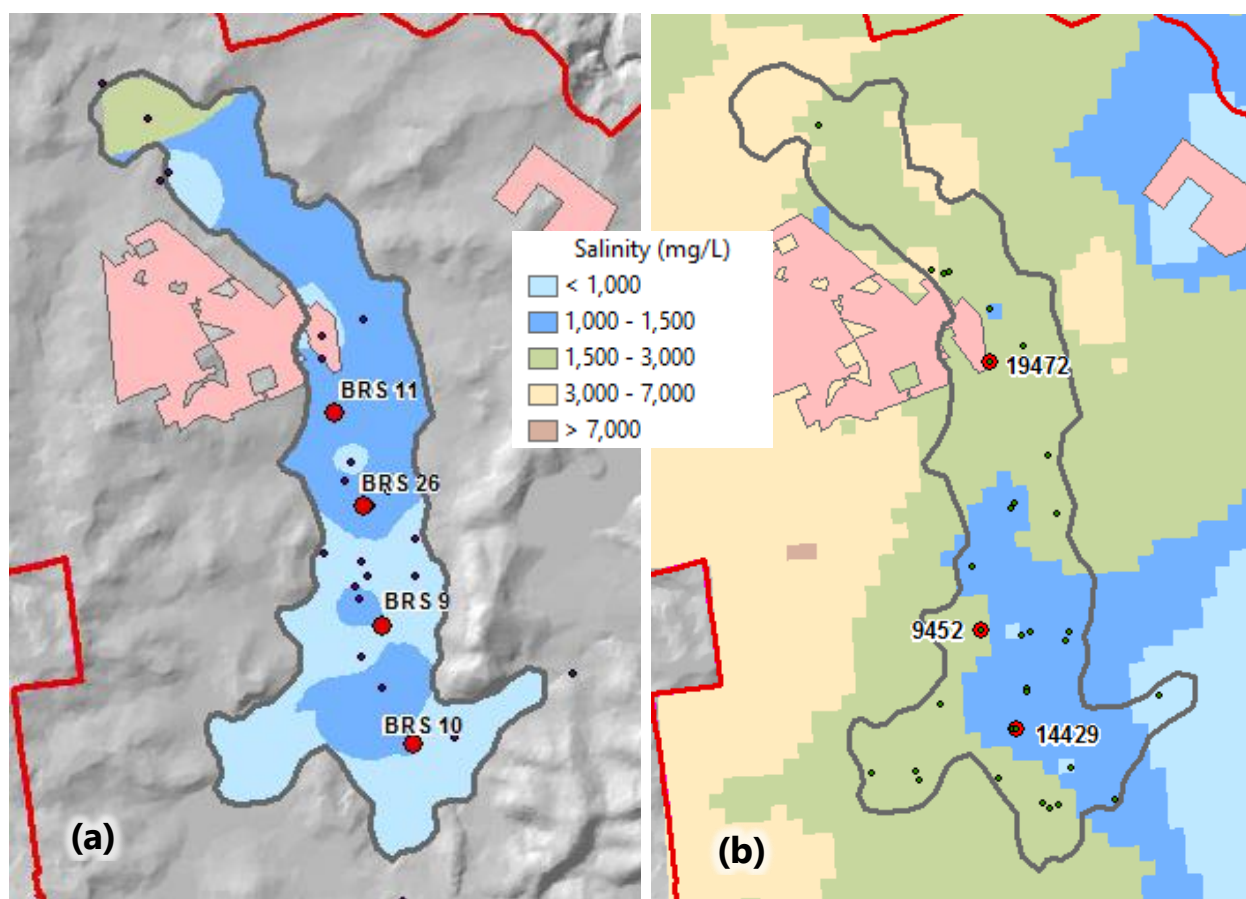 Salinity (mg/L)
< 1,000
1,000 - 1,500
1,500 - 3,000
3,000 - 7,000
> 7,000
BRS 11
BRS 26
BRS 9
BRS 10
(a)
19472
9452
14429
(b)